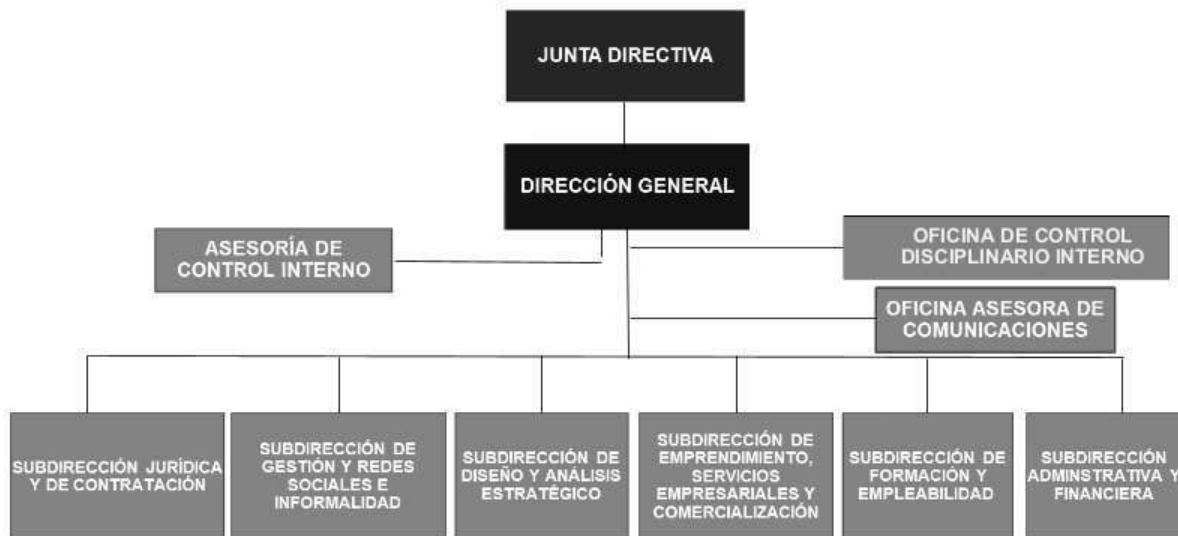 JUNTA DIRECTIVA
DIRECCIÓN GENERAL
ASESORÍA DE
CONTROL INTERNO
OFICINA DE CONTROL
DISCIPLINARIO INTERNO
OFICINA ASESORA DE
COMUNICACIONES
SUBDIRECCIÓN JURÍDICA
Y DE CONTRATACIÓN
SUBDIRECCIÓN DE
GESTIÓN Y REDES
SOCIALES E
INFORMALIDAD
SUBDIRECCIÓN DE
DISEÑO Y ANÁLISIS
ESTRATÉGICO
SUBDIRECCIÓN DE
EMPRENDIMIENTO,
SERVICIOS
EMPRESARIALES Y
COMERCIALIZACIÓN
SUBDIRECCIÓN DE
FORMACIÓN Y
EMPLEABILIDAD
SUBDIRECCIÓN
ADMINSTRATIVA Y
FINANCIERA